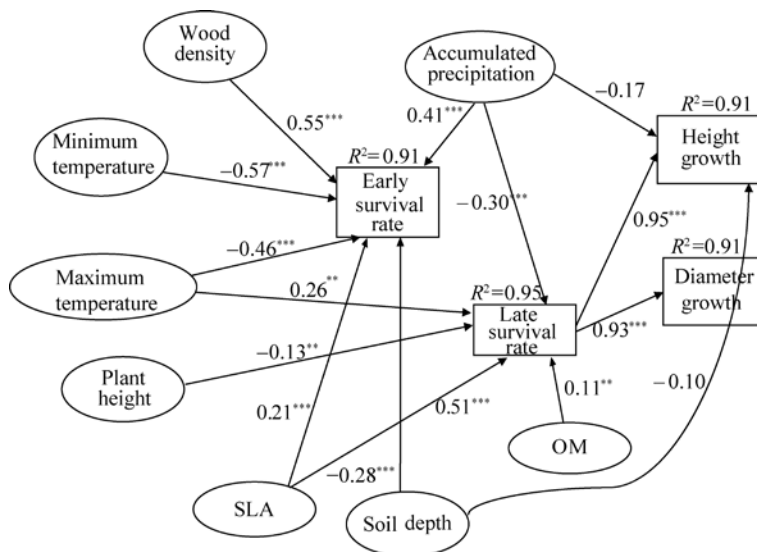 Wood
density
Accumulated
precipitation
−0.17
R²=0.91
Height
growth
Minimum
temperature
0.55***
0.41***
−0.57***
R²=0.91
Early
survival
rate
−0.30***
0.95***
R²=0.91
Diameter
growth
Maximum
temperature
−0.46***
0.26**
R²=0.95
Late
survival
rate
0.93***
Plant
height
−0.13**
0.21***
0.51***
0.11**
−0.10
OM
−0.28***
SLA
Soil depth